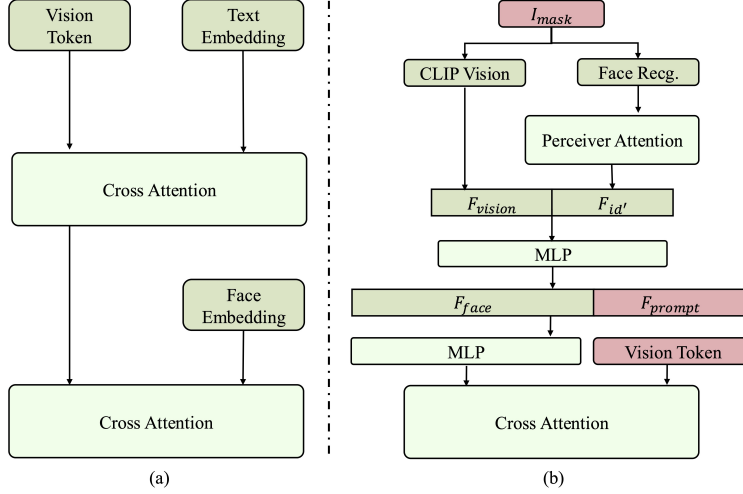 Vision
Token
Text
Embedding
Cross Attention
Face
Embedding
Cross Attention
(a)
I_mask
CLIP Vision
Face Recg.
Perceiver Attention
F_vision
F_id'
MLP
F_face
F_prompt
MLP
Vision Token
Cross Attention
(b)